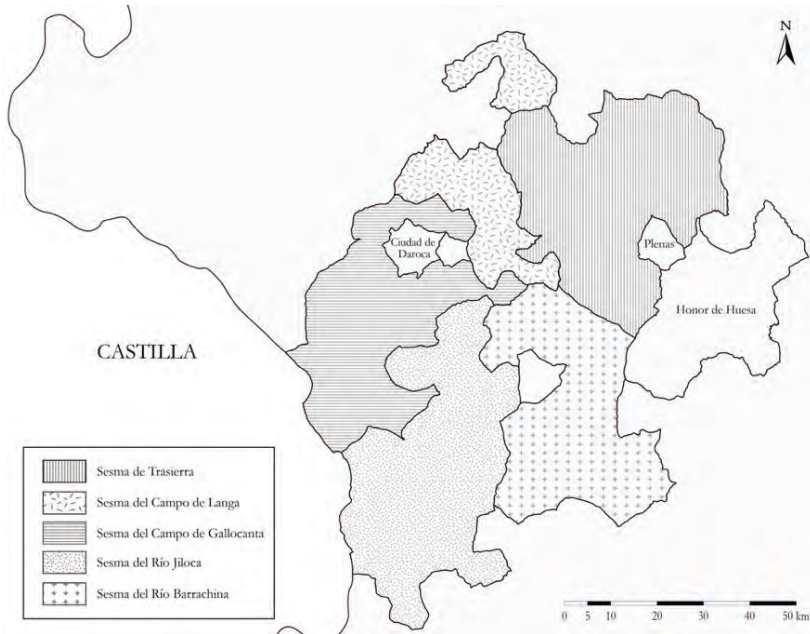 N
Ciudad de
Daroca
Plenas
Honor de Huesa
CASTILLA
Sesma de Trasierra
Sesma del Campo de Langa
Sesma del Campo de Gallocanta
Sesma del Río Jiloca
Sesma del Río Barrachina
0 5 10 20 30 40 50 km